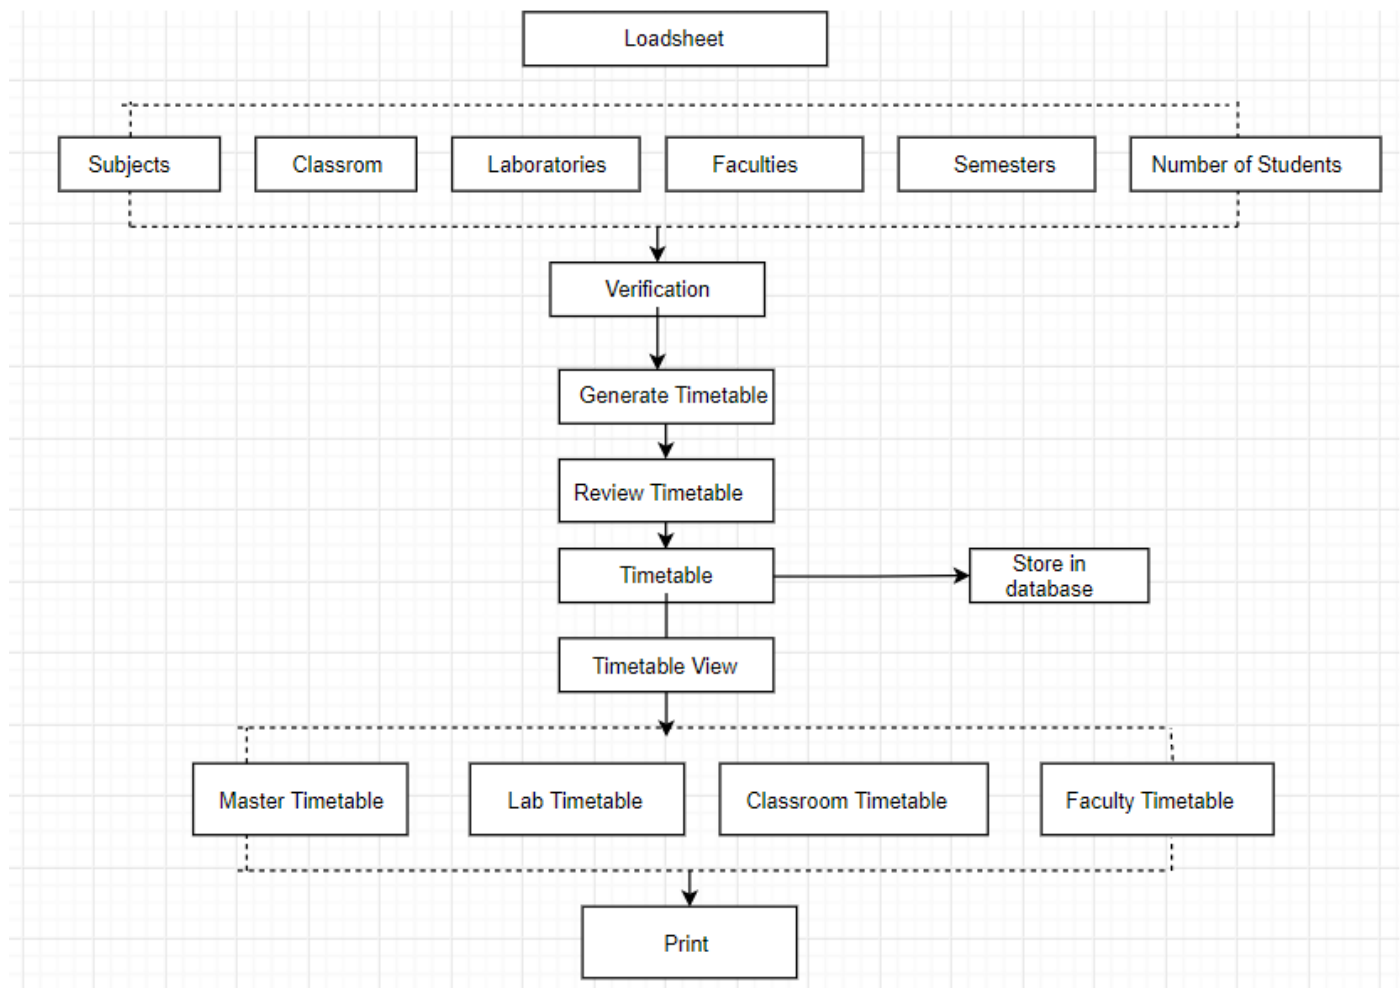 Loadsheet
Subjects
Classrom
Laboratories
Faculties
Semesters
Number of Students
Verification
Generate Timetable
Review Timetable
Timetable
Store in
database
Timetable View
Master Timetable
Lab Timetable
Classroom Timetable
Faculty Timetable
Print